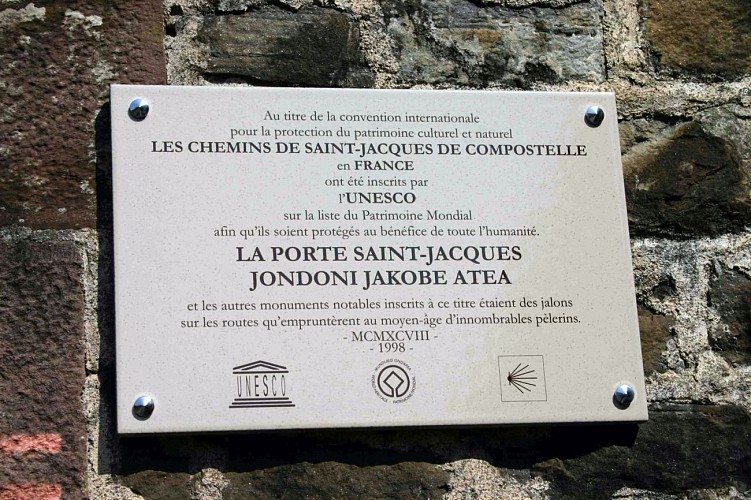 Au titre de la convention internationale
pour la protection du patrimoine culturel et naturel
LES CHEMINS DE SAINT-JACQUES DE COMPOSTELLE
en FRANCE
ont été inscrits par
l'UNESCO
sur la liste du Patrimoine Mondial
afin qu'ils soient protégés au bénéfice de toute l'humanité.
LA PORTE SAINT-JACQUES
JONDONI JAKOBE ATEA
et les autres monuments notables inscrits à ce titre étaient des jalons
sur les routes qu'empruntèrent au moyen-àge d'innombrables pèlerins.
- MCMXCVIII -
- 1998 -
UNESCO